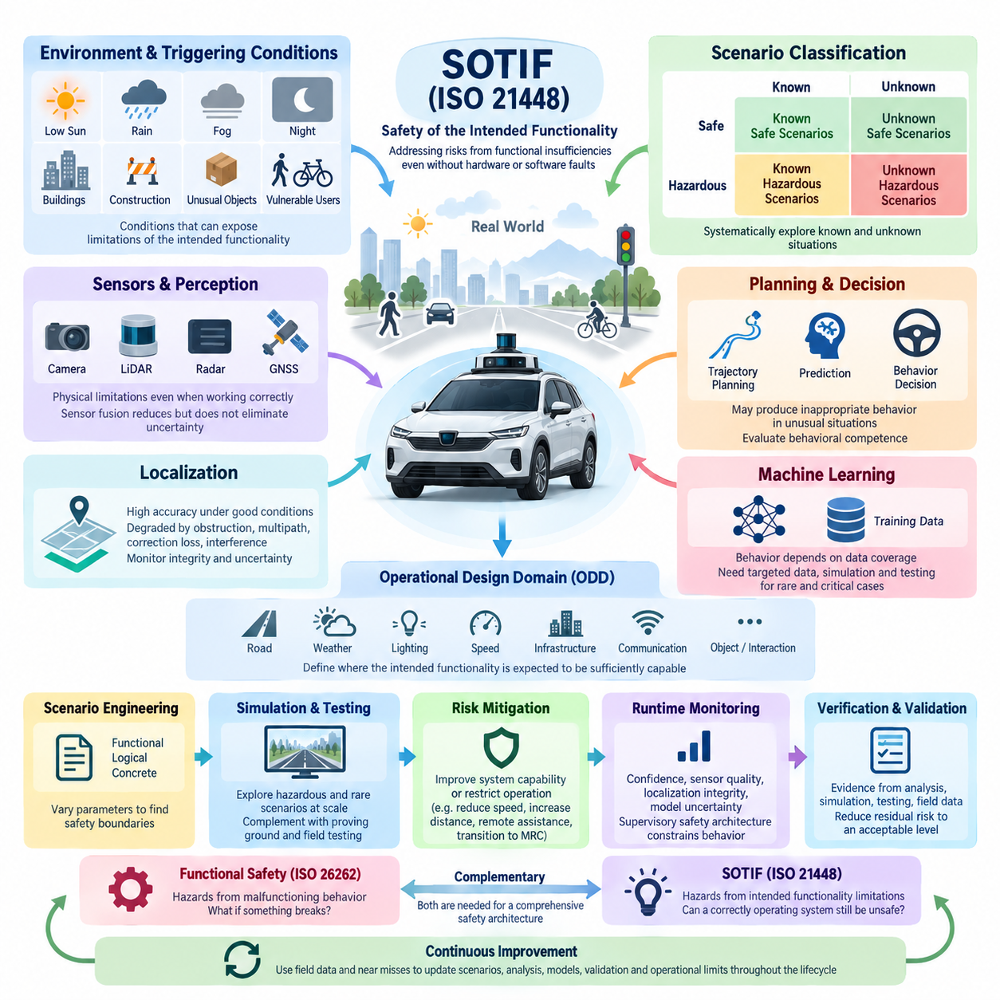 SOTIF
(ISO 21448)
Safety of the Intended Functionality
Addressing risks from functional insufficiencies
even without hardware or software faults
Environment & Triggering Conditions
Low Sun
Rain
Fog
Night
Buildings
Construction
Unusual Objects
Vulnerable Users
Conditions that can expose
limitations of the intended functionality
Scenario Classification
Known
Unknown
Safe
Known
Safe Scenarios
Unknown
Safe Scenarios
Hazardous
Known
Hazardous
Scenarios
Unknown
Hazardous
Scenarios
Systematically explore known and unknown
situations
Real World
Sensors & Perception
Camera
LiDAR
Radar
GNSS
Physical limitations even when working correctly
Sensor fusion reduces but does not eliminate
uncertainty
Planning & Decision
Trajectory
Planning
Prediction
Behavior
Decision
May produce inappropriate behavior
in unusual situations
Evaluate behavioral competence
Localization
High accuracy under good conditions
Degraded by obstruction, multipath,
correction loss, interference
Monitor integrity and uncertainty
Machine Learning
Training Data
Behavior depends on data coverage
Need targeted data, simulation and testing
for rare and critical cases
Operational Design Domain (ODD)
Road
Weather
Lighting
Speed
Infrastructure
Communication
Object / Interaction
Define where the intended functionality is expected to be sufficiently capable
Scenario Engineering
Functional
Logical
Concrete
Vary parameters to find
safety boundaries
Simulation & Testing
Explore hazardous and rare
scenarios at scale
Complement with proving
ground and field testing
Risk Mitigation
Improve system capability
or restrict operation
(e.g. reduce speed, increase
distance, remote assistance,
transition to MRC)
Runtime Monitoring
Confidence, sensor quality,
localization integrity,
model uncertainty
Supervisory safety architecture
constrains behavior
Verification & Validation
Evidence from analysis,
simulation, testing, field data
Reduce residual risk to
an acceptable level
Functional Safety (ISO 26262)
Hazards from malfunctioning behavior
What if something breaks?
Complementary
Both are needed for a comprehensive
safety architecture
SOTIF (ISO 21448)
Hazards from intended functionality limitations
Can a correctly operating system still be unsafe?
Continuous Improvement
Use field data and near misses to update scenarios, analysis, models, validation and operational limits throughout the lifecycle